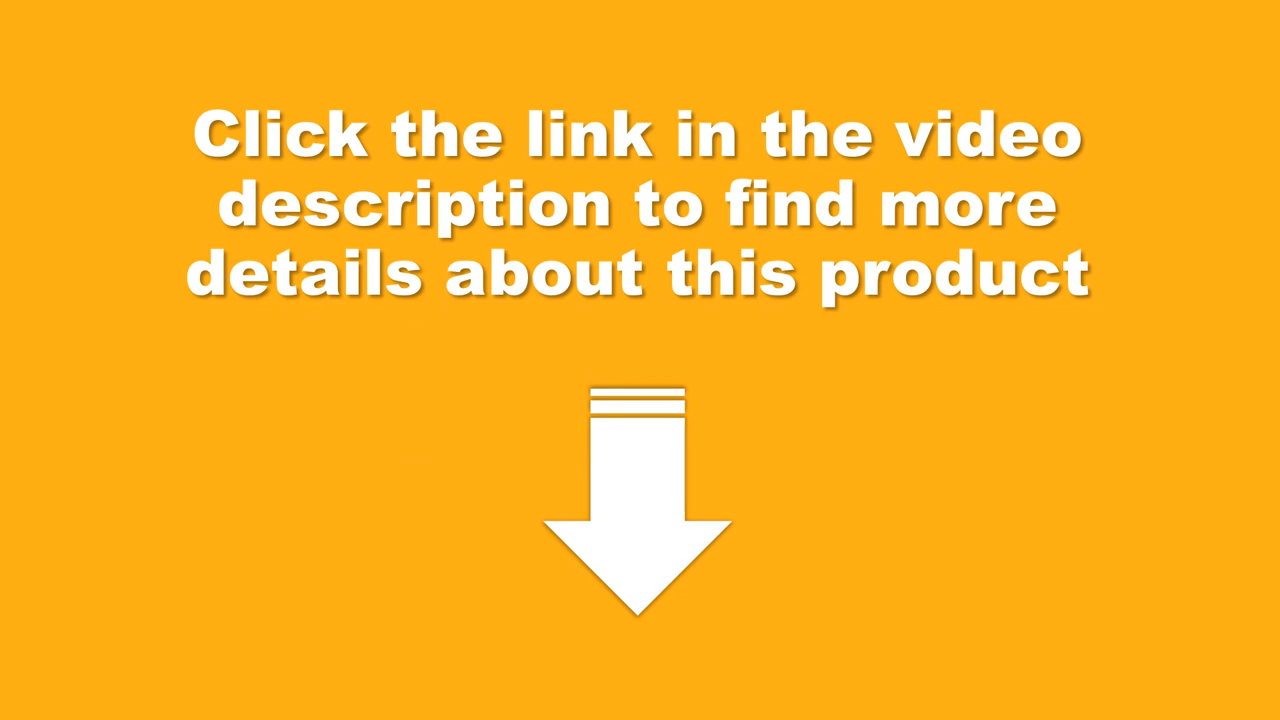 Click the link in the video
description to find more
details about this product